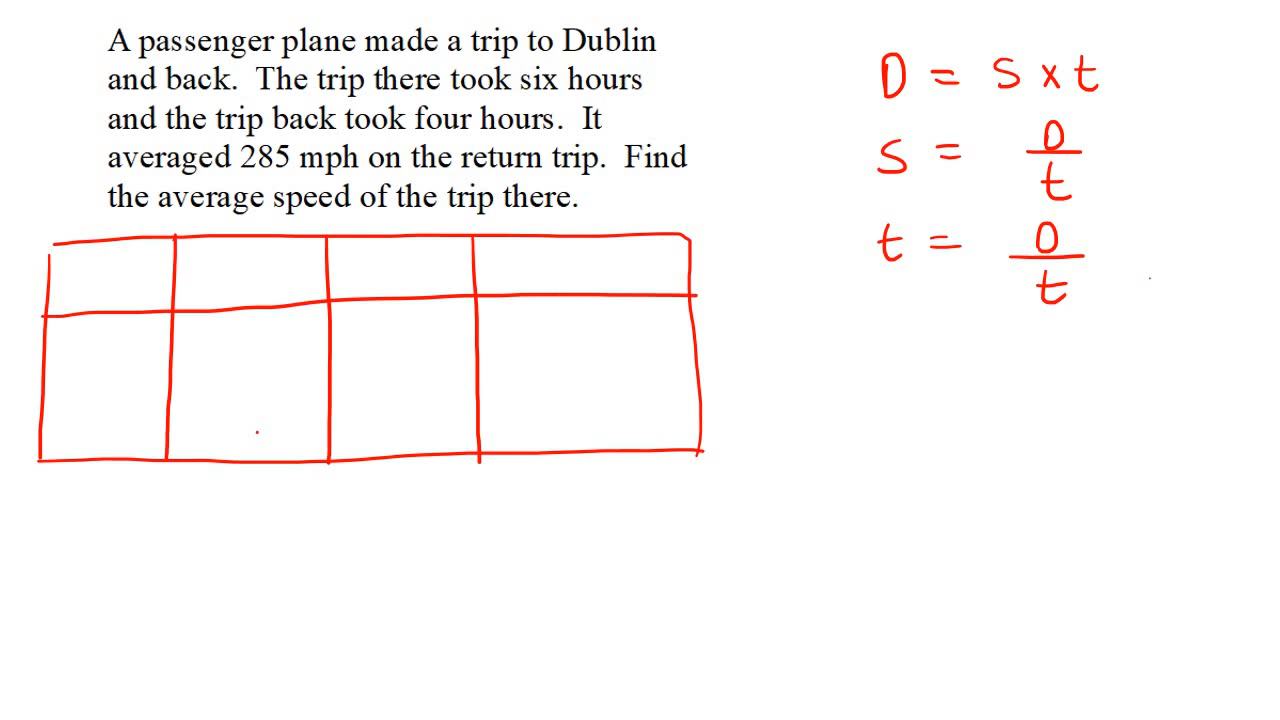 A passenger plane made a trip to Dublin
and back. The trip there took six hours
and the trip back took four hours. It
averaged 285 mph on the return trip. Find
the average speed of the trip there.
D = s x t
s = D/t
t = D/t